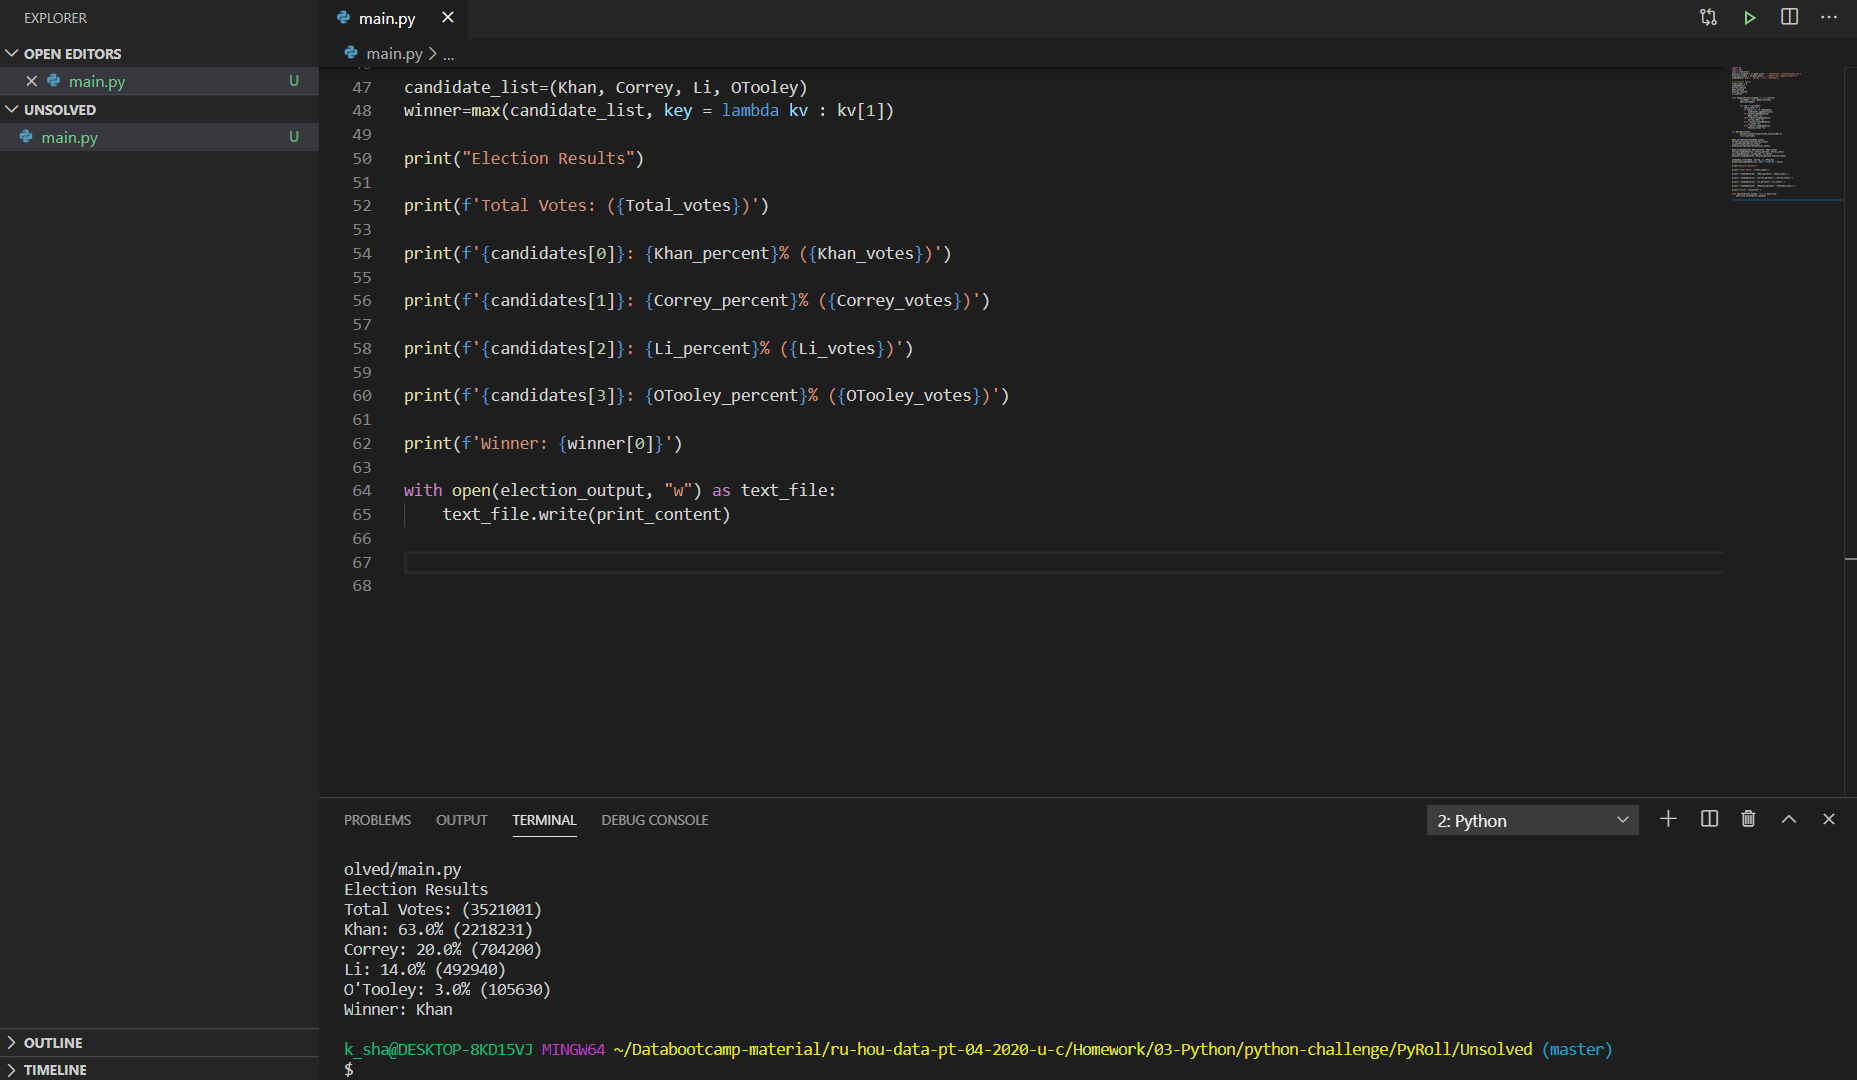 EXPLORER
OPEN EDITORS
main.py U
UNSOLVED
main.py U
OUTLINE
TIMELINE
main.py
main.py > ...
47 candidate_list=(Khan, Correy, Li, OTooley)
48 winner=max(candidate_list, key = lambda kv : kv[1])
49
50 print("Election Results")
51
52 print(f'Total Votes: ({Total_votes})')
53
54 print(f'{candidates[0]}: {Khan_percent}% ({Khan_votes})')
55
56 print(f'{candidates[1]}: {Correy_percent}% ({Correy_votes})')
57
58 print(f'{candidates[2]}: {Li_percent}% ({Li_votes})')
59
60 print(f'{candidates[3]}: {OTooley_percent}% ({OTooley_votes})')
61
62 print(f'Winner: {winner[0]}')
63
64 with open(election_output, "w") as text_file:
65     text_file.write(print_content)
66
67
68
PROBLEMS OUTPUT TERMINAL DEBUG CONSOLE 2: Python
olved/main.py
Election Results
Total Votes: (3521001)
Khan: 63.0% (2218231)
Correy: 20.0% (704200)
Li: 14.0% (492940)
O'Tooley: 3.0% (105630)
Winner: Khan
k_sha@DESKTOP-8KD15VJ MINGW64 ~/Databootcamp-material/ru-hou-data-pt-04-2020-u-c/Homework/03-Python/python-challenge/PyRoll/Unsolved (master)
$